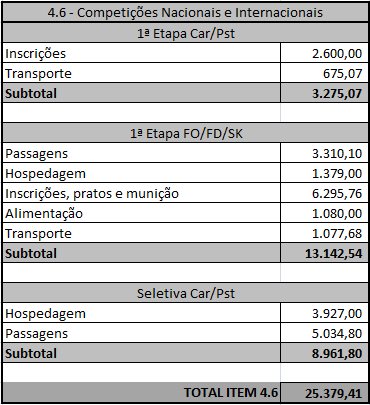 4.6 - Competições Nacionais e Internacionais
1ª Etapa Car/Pst
Inscrições 2.600,00
Transporte 675,07
Subtotal 3.275,07
1ª Etapa FO/FD/SK
Passagens 3.310,10
Hospedagem 1.379,00
Inscrições, pratos e munição 6.295,76
Alimentação 1.080,00
Transporte 1.077,68
Subtotal 13.142,54
Seletiva Car/Pst
Hospedagem 3.927,00
Passagens 5.034,80
Subtotal 8.961,80
TOTAL ITEM 4.6 25.379,41